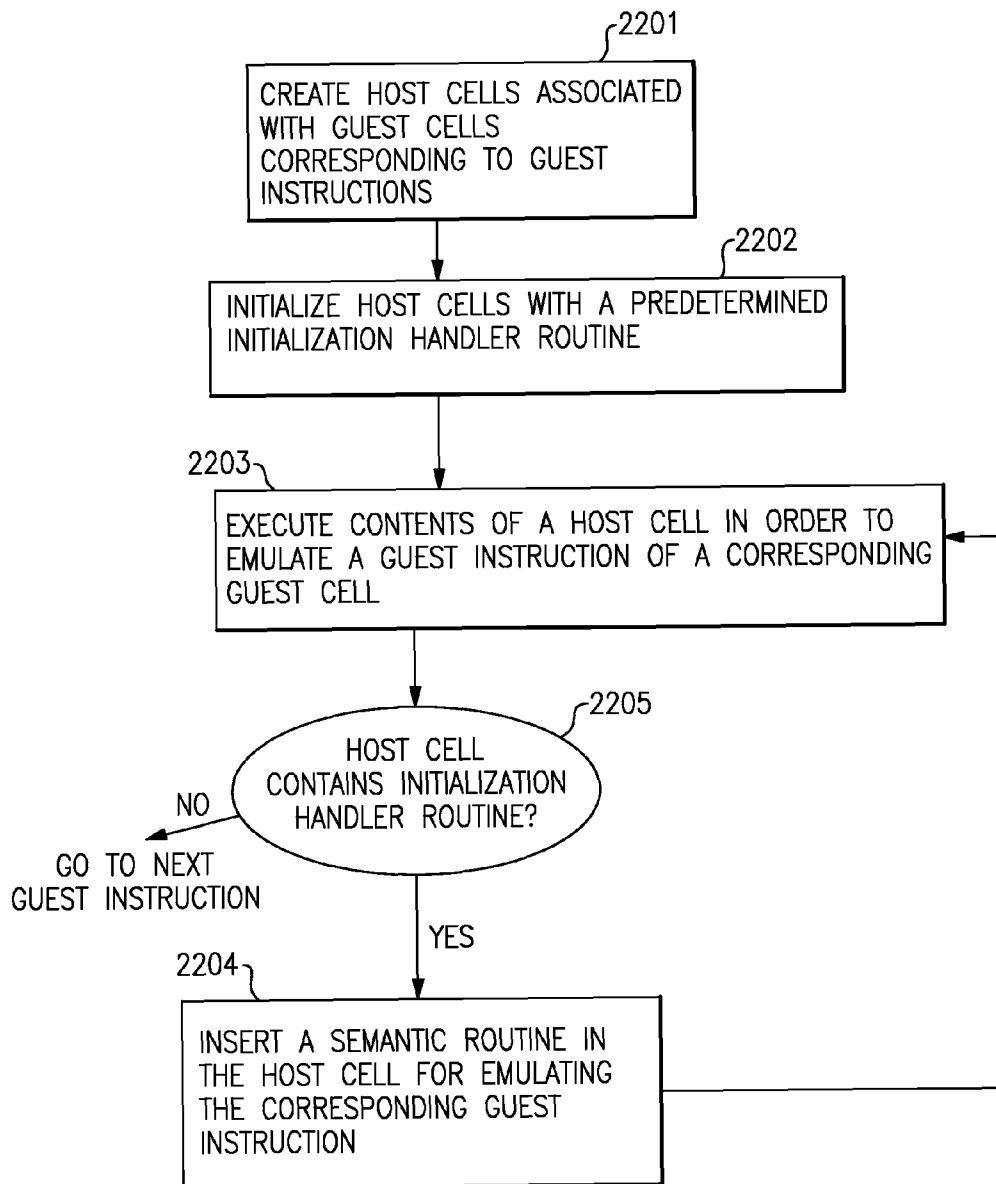 2201
CREATE HOST CELLS ASSOCIATED
WITH GUEST CELLS
CORRESPONDING TO GUEST
INSTRUCTIONS
2202
INITIALIZE HOST CELLS WITH A PREDETERMINED
INITIALIZATION HANDLER ROUTINE
2203
EXECUTE CONTENTS OF A HOST CELL IN ORDER TO
EMULATE A GUEST INSTRUCTION OF A CORRESPONDING
GUEST CELL
2205
HOST CELL
CONTAINS INITIALIZATION
HANDLER ROUTINE?
NO
GO TO NEXT
GUEST INSTRUCTION
YES
2204
INSERT A SEMANTIC ROUTINE IN
THE HOST CELL FOR EMULATING
THE CORRESPONDING GUEST
INSTRUCTION